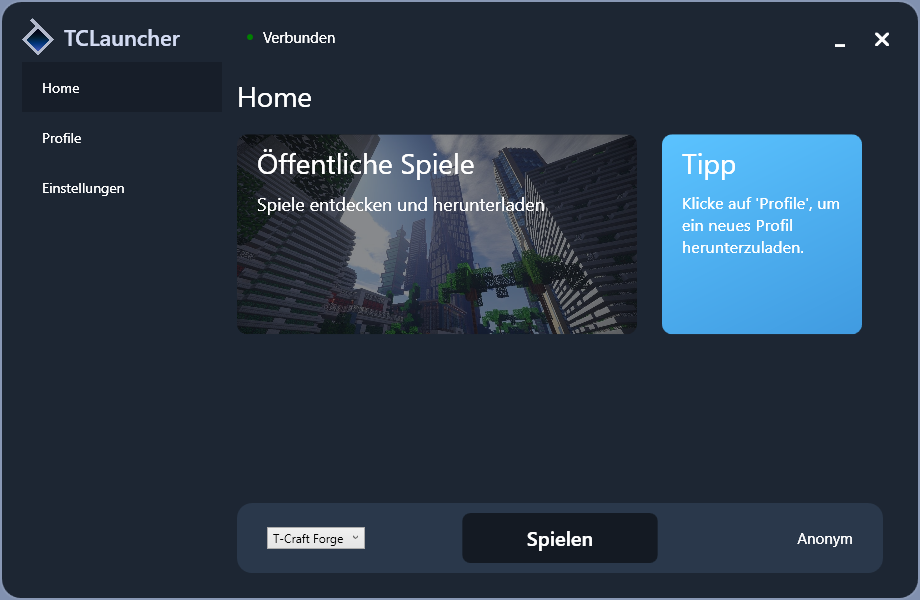 TCLauncher
Verbunden
Home
Profile
Einstellungen
Home
Öffentliche Spiele
Spiele entdecken und herunterladen
Tipp
Klicke auf 'Profile', um
ein neues Profil
herunterzuladen.
T-Craft Forge
Spielen
Anonym